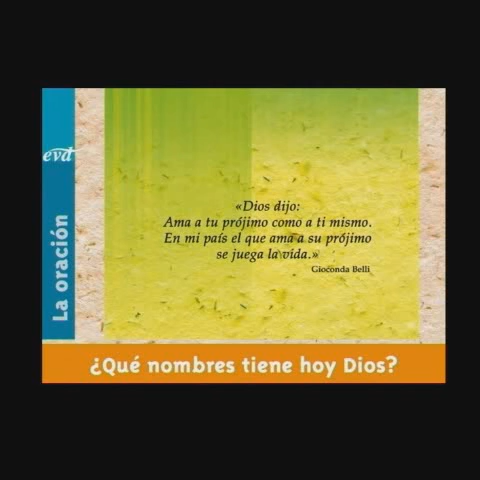 evd
La oración
«Dios dijo:
Ama a tu prójimo como a ti mismo.
En mi país el que ama a su prójimo
se juega la vida.»
Gioconda Belli
¿Qué nombres tiene hoy Dios?